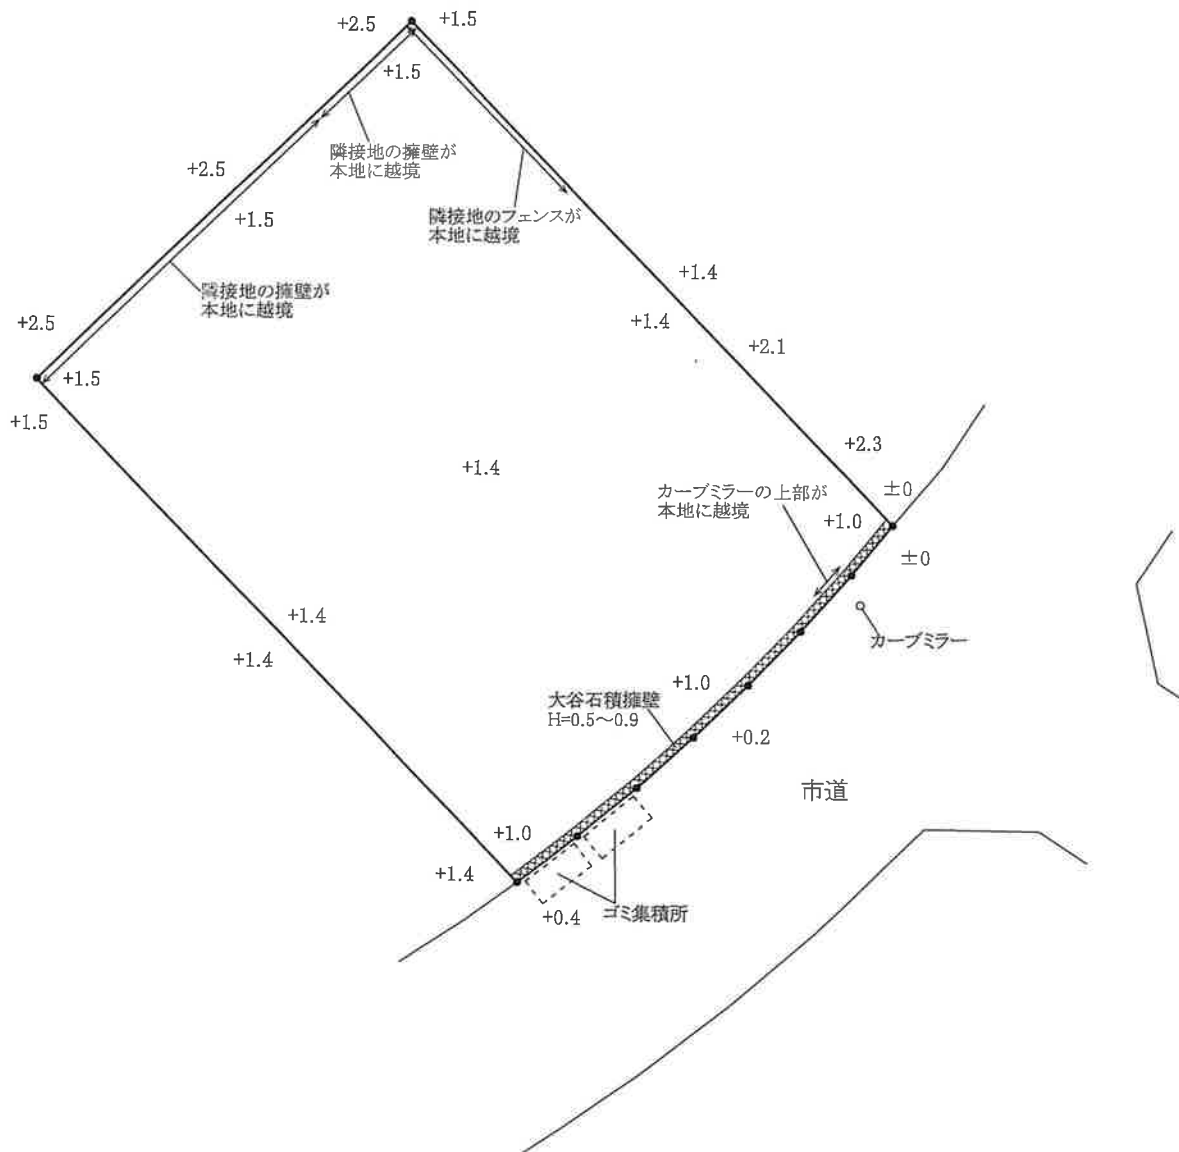 +2.5
+1.5
+1.5
隣接地の擁壁が
本地に越境
+2.5
+1.5
隣接地のフェンスが
本地に越境
+1.4
隣接地の擁壁が
本地に越境
+1.4
+2.5
+2.1
+1.5
+1.5
+2.3
+1.4
カーブミラーの上部が
本地に越境
±0
+1.0
±0
+1.4
カーブミラー
+1.4
+1.0
大谷石積擁壁
H=0.5～0.9
+0.2
市道
+1.0
+1.4
+0.4
ゴミ集積所